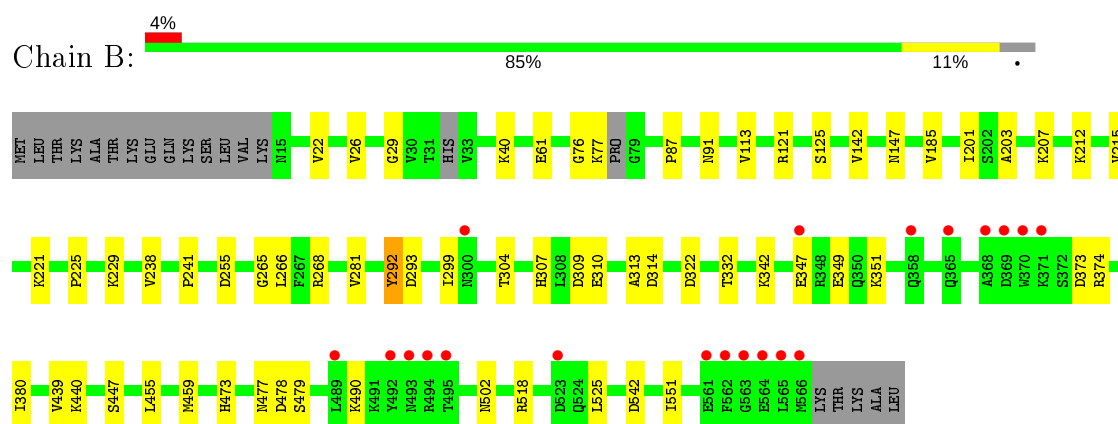 4%
Chain B:
85%
11%
MET LEU THR LYS ALA THR LYS GLU GLN LYS SER LEU VAL LYS N15 V22 V26 G29 V30 T31 HIS V33 K40 E61 G76 K77 PRO G79 P87 N91 V113 R121 S125 V142 N147 V185 I201 S202 A203 K207 K212 V215
K221 P225 K229 V238 P241 D255 G265 L266 F267 R268 V281 Y292 D293 I299 N300 T304 H307 L308 D309 E310 A313 D314 D322 T332 K342 E347 R348 E349 Q350 K351 Q358 Q365 A368 D369 W370 K371 S372 D373 R374
I380 V439 K440 S447 L455 M459 H473 N477 D478 S479 L489 K490 K491 Y492 N493 R494 T495 N502 R518 D523 Q524 L525 D542 I551 E561 F562 G563 E564 L565 M566 LYS THR LYS ALA LEU